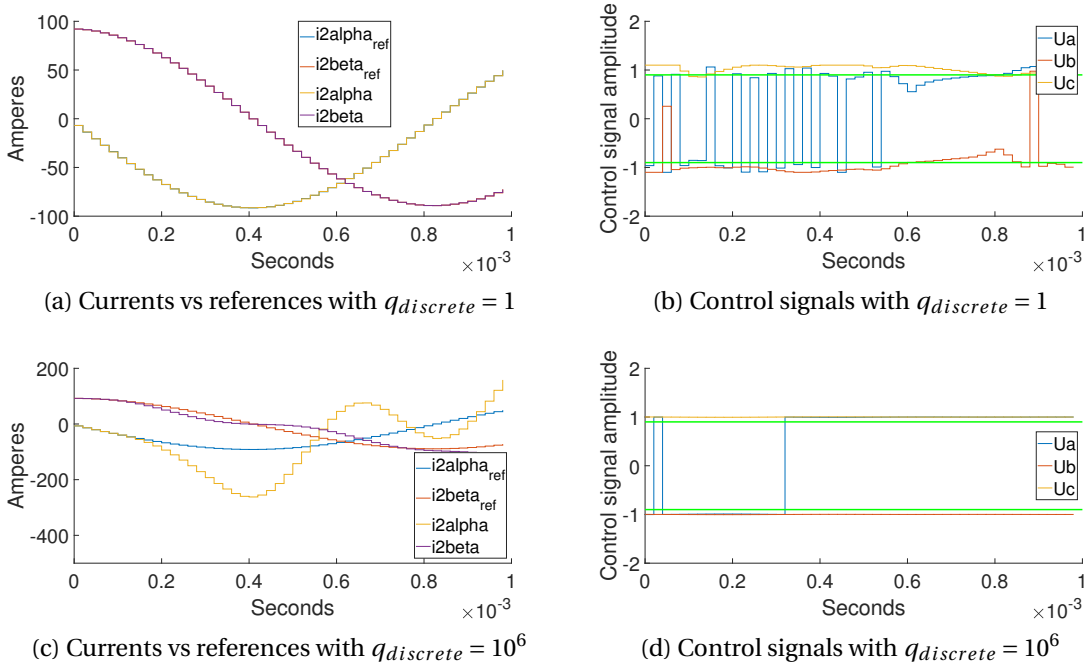 100
50
0
-50
-100
Amperes
0 0.2 0.4 0.6 0.8 1
Seconds
×10⁻³
i2alpha_ref
i2beta_ref
i2alpha
i2beta
(a) Currents vs references with q_discrete = 1
2
1
0
-1
-2
Control signal amplitude
0 0.2 0.4 0.6 0.8 1
Seconds
×10⁻³
Ua
Ub
Uc
(b) Control signals with q_discrete = 1
200
0
-200
-400
Amperes
0 0.2 0.4 0.6 0.8 1
Seconds
×10⁻³
i2alpha_ref
i2beta_ref
i2alpha
i2beta
(c) Currents vs references with q_discrete = 10⁶
2
1
0
-1
-2
Control signal amplitude
0 0.2 0.4 0.6 0.8 1
Seconds
×10⁻³
Ua
Ub
Uc
(d) Control signals with q_discrete = 10⁶